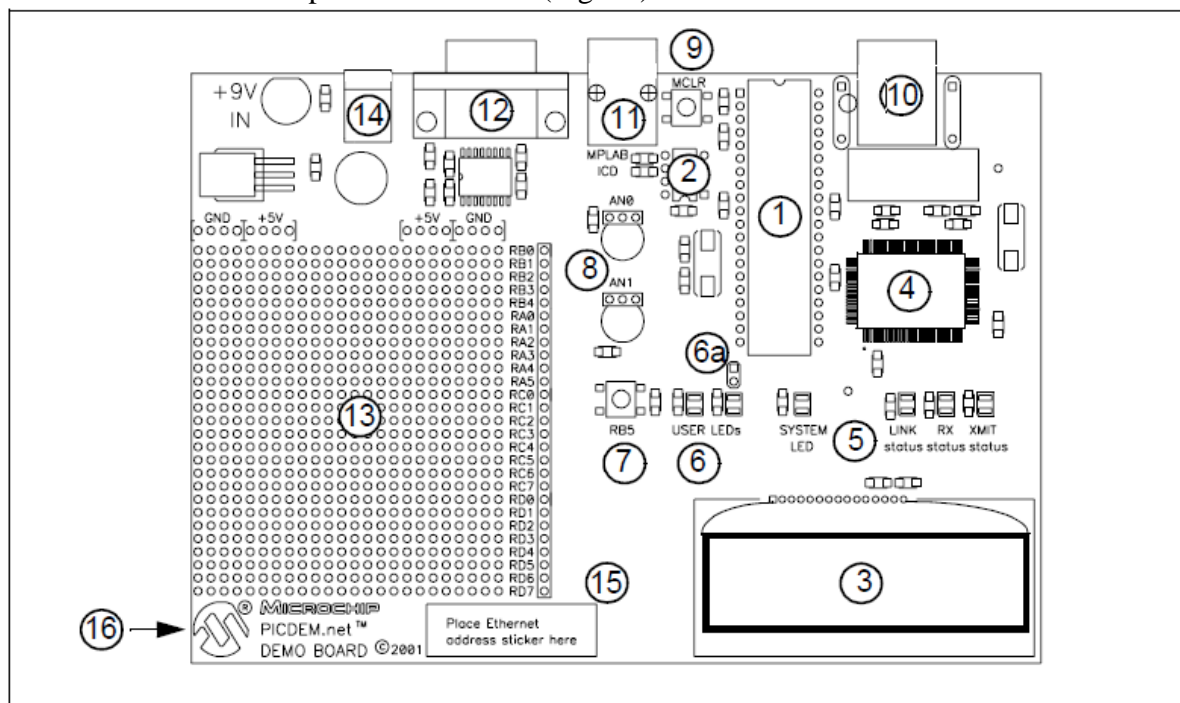 +9V
IN
14
12
11
9
MCLR
10
MPLAB
ICD
2
1
GND
+5V
+5V
GND
AN0
8
AN1
4
RB0
RB1
RB2
RB3
RB4
RA0
RA1
RA2
RA3
RA4
RA5
RC0
RC1
RC2
RC3
RC4
RC5
RC6
RC7
RD0
RD1
RD2
RD3
RD4
RD5
RD6
RD7
13
6a
RB5
7
USER LEDs
6
SYSTEM
LED
5
LINK
status
RX
status
XMIT
status
3
15
16
MICROCHIP
PICDEM.net™
DEMO BOARD ©2001
Place Ethernet
address sticker here